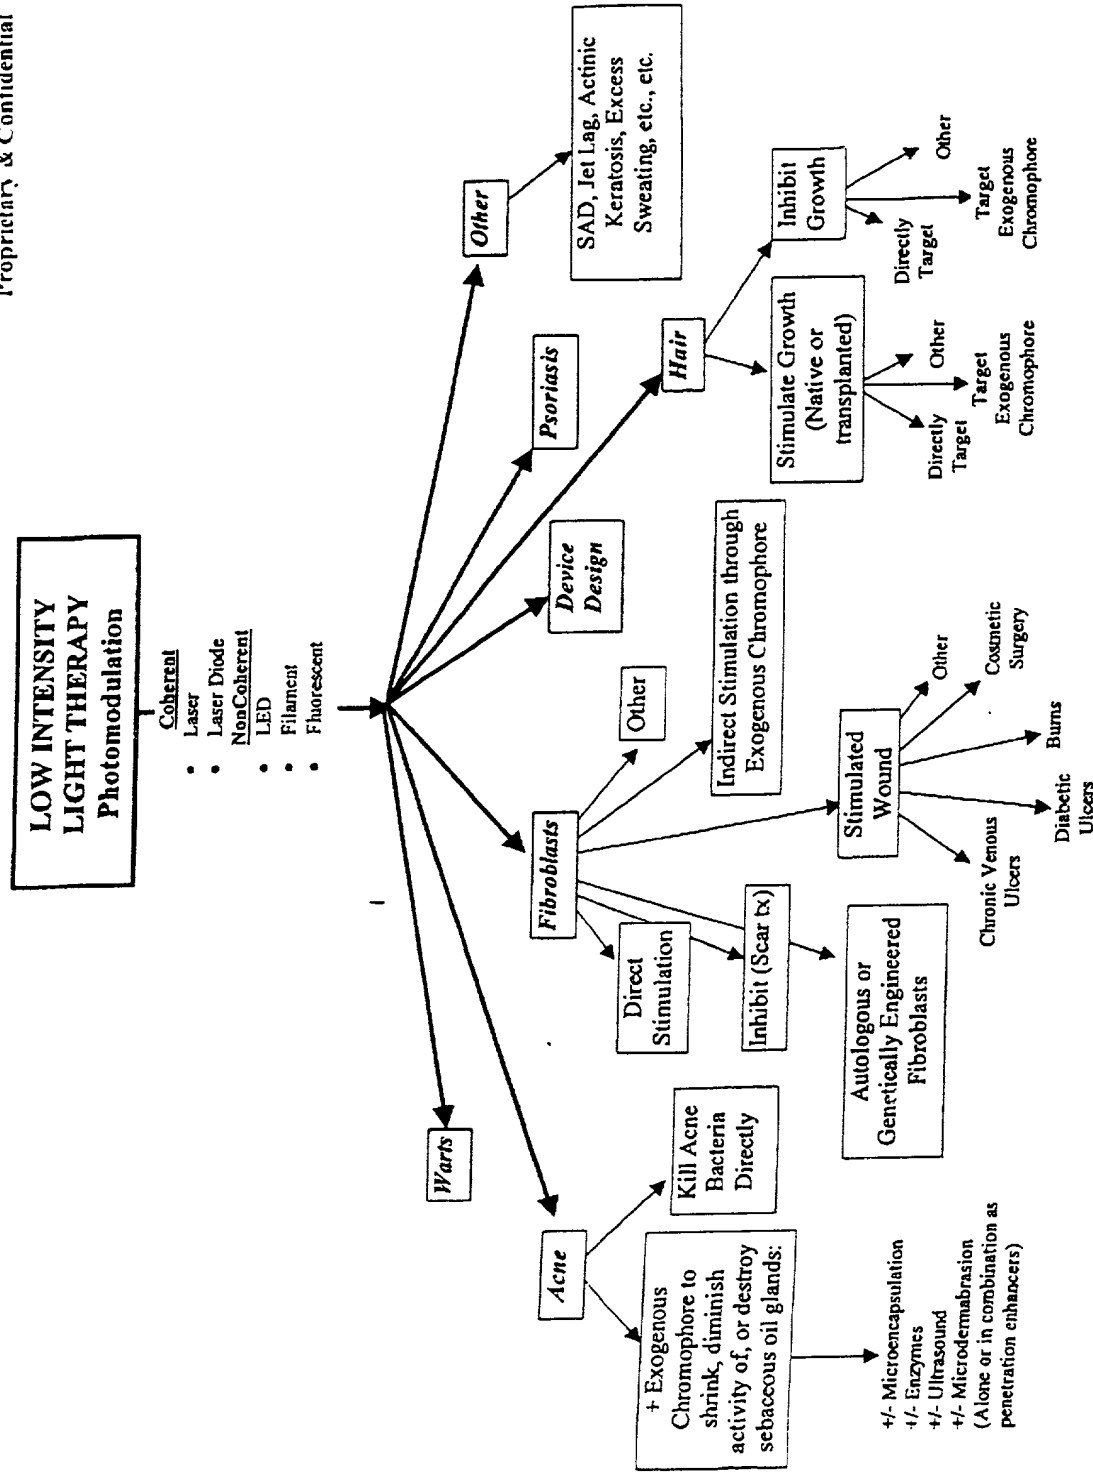 Proprietary & Confidential
LOW INTENSITY
LIGHT THERAPY
Photomodulation
Coherent
• Laser
• Laser Diode
NonCoherent
• LED
• Filament
• Fluorescent
Warts
Acne
+ Exogenous
Chromophore to
shrink, diminish
activity of, or destroy
sebaceous oil glands:
+/- Microencapsulation
+/- Enzymes
+/- Ultrasound
+/- Microdermabrasion
(Alone or in combination as
penetration enhancers)
Kill Acne
Bacteria
Directly
Fibroblasts
Direct
Stimulation
Inhibit (Scar tx)
Autologous or
Genetically Engineered
Fibroblasts
Stimulated
Wound
Chronic Venous
Ulcers
Diabetic
Ulcers
Burns
Cosmetic
Surgery
Other
Indirect Stimulation through
Exogenous Chromophore
Other
Device
Design
Psoriasis
Hair
Stimulate Growth
(Native or
transplanted)
Directly
Target
Target
Exogenous
Chromophore
Other
Inhibit
Growth
Directly
Target
Target
Exogenous
Chromophore
Other
Other
SAD, Jet Lag, Actinic
Keratosis, Excess
Sweating, etc., etc.